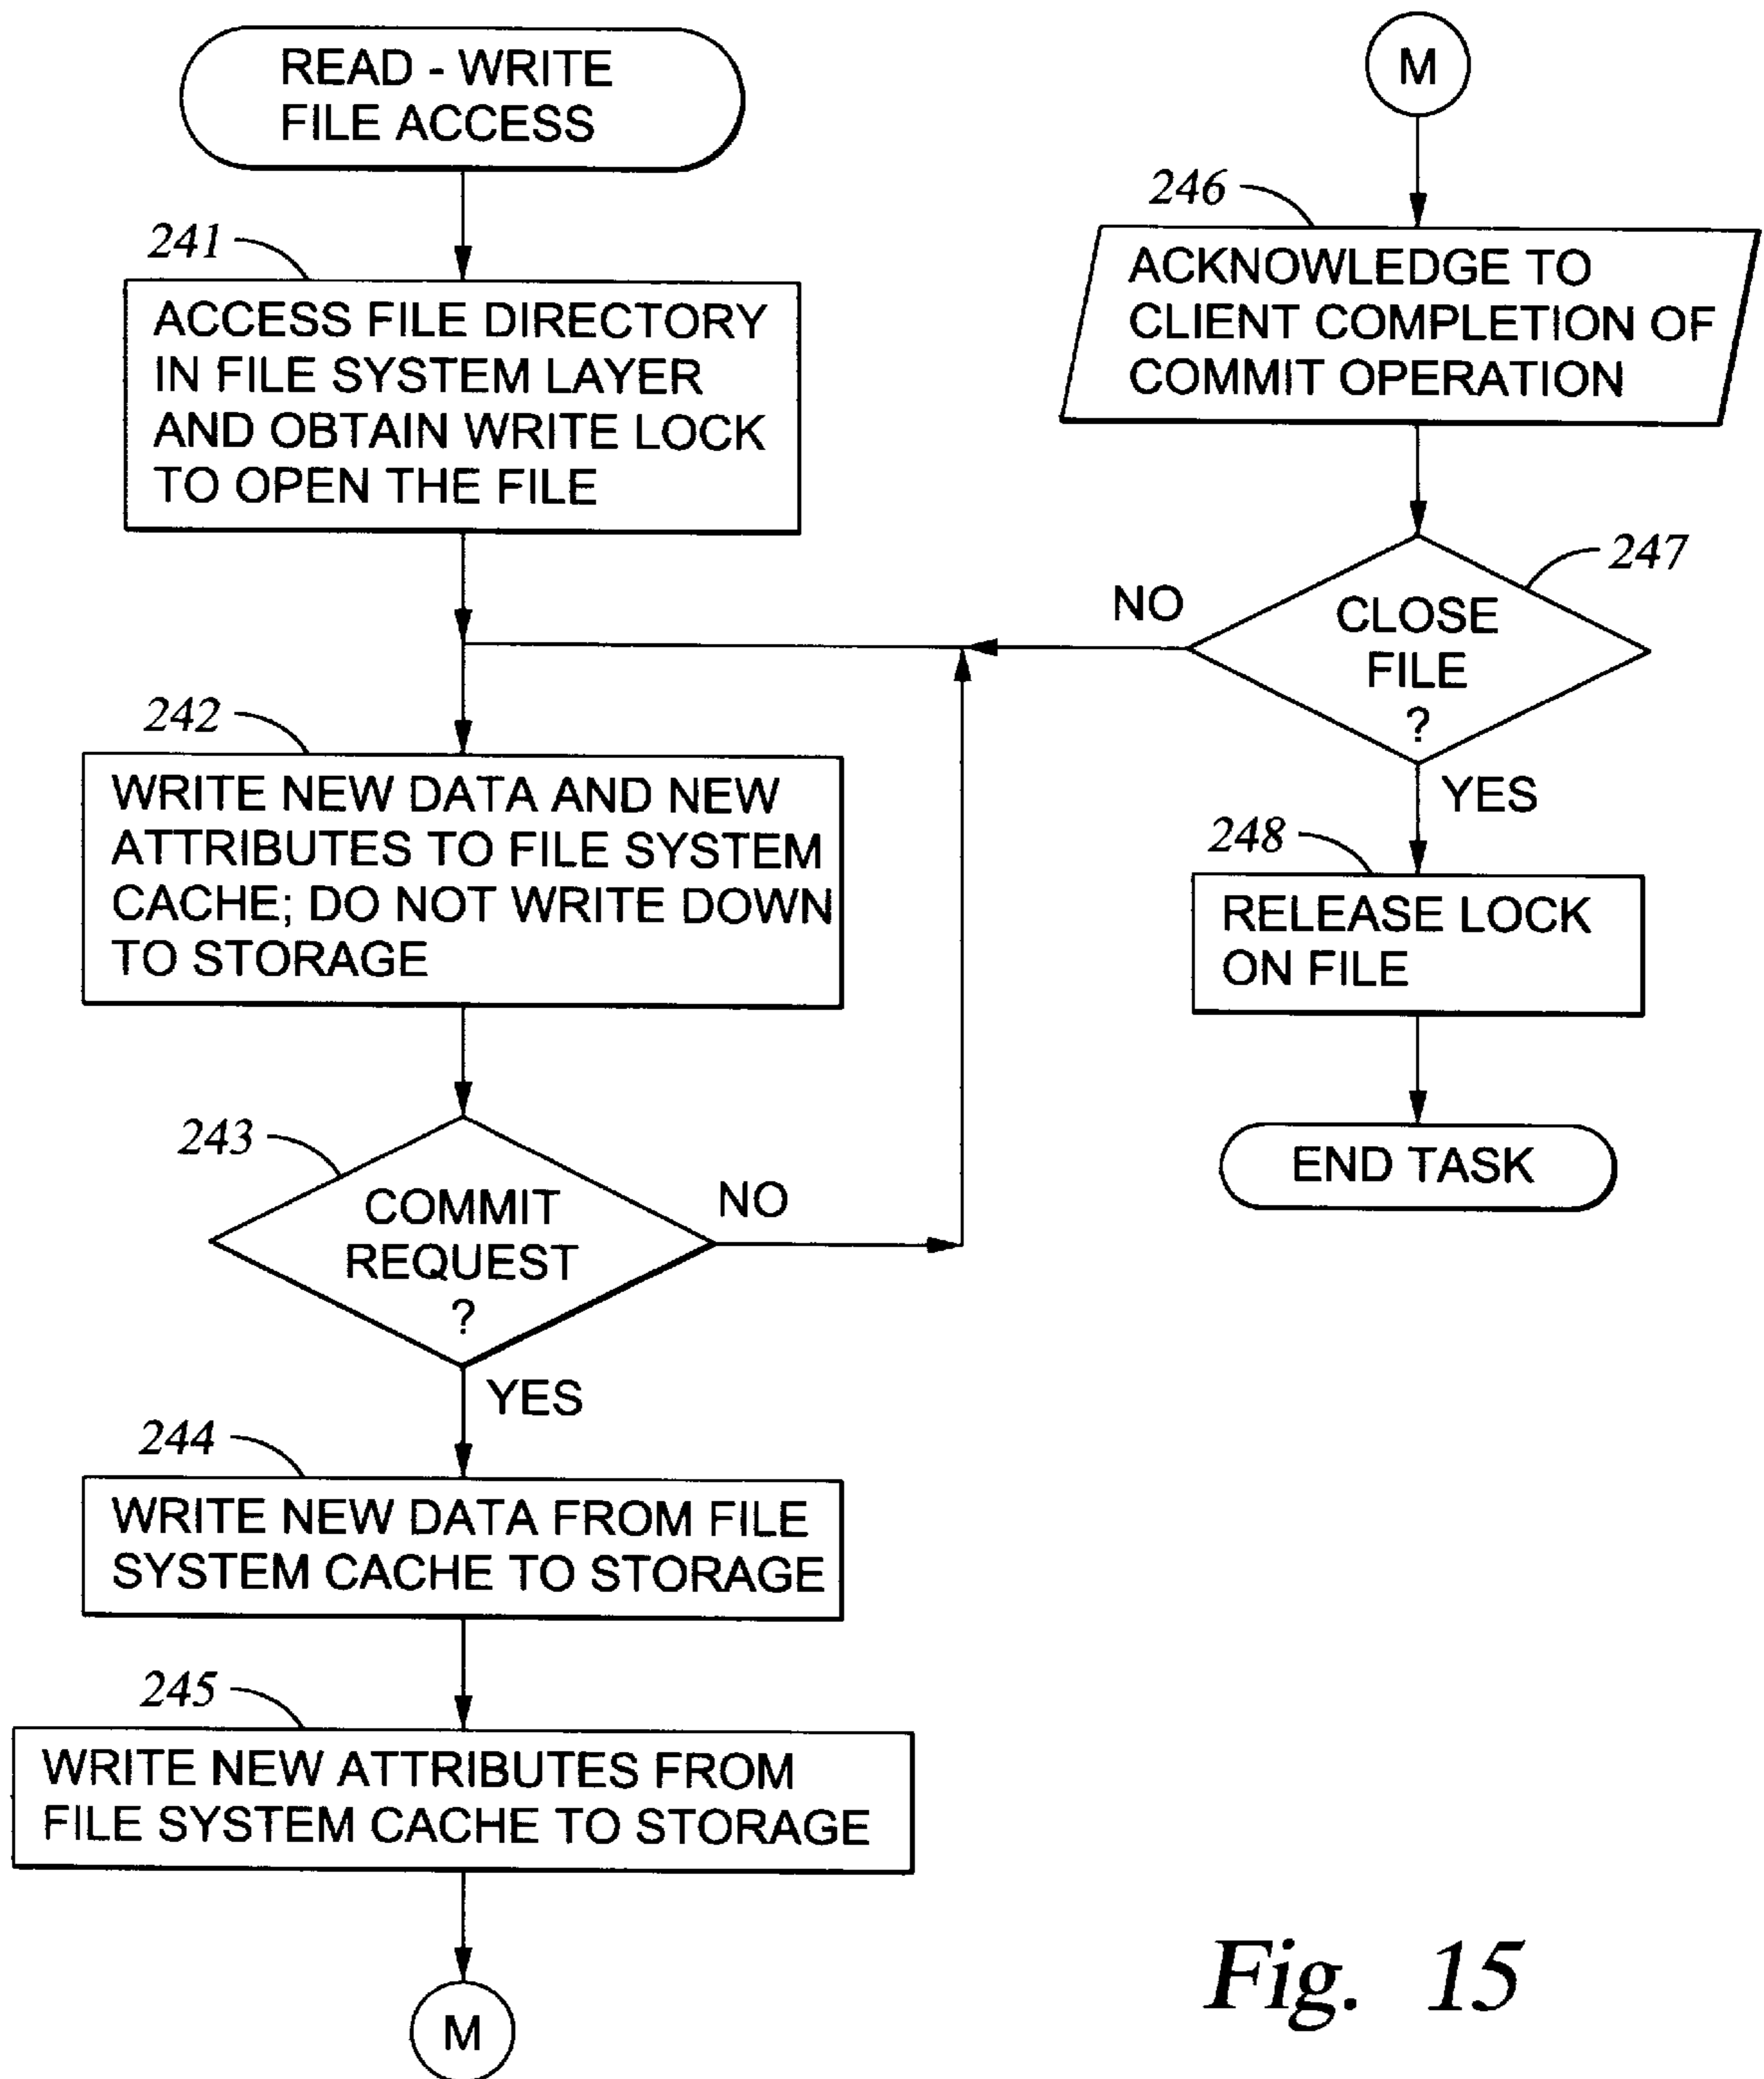 READ - WRITE
FILE ACCESS
241
ACCESS FILE DIRECTORY
IN FILE SYSTEM LAYER
AND OBTAIN WRITE LOCK
TO OPEN THE FILE
242
WRITE NEW DATA AND NEW
ATTRIBUTES TO FILE SYSTEM
CACHE; DO NOT WRITE DOWN
TO STORAGE
243
COMMIT
REQUEST
?
NO
YES
244
WRITE NEW DATA FROM FILE
SYSTEM CACHE TO STORAGE
245
WRITE NEW ATTRIBUTES FROM
FILE SYSTEM CACHE TO STORAGE
M
M
246
ACKNOWLEDGE TO
CLIENT COMPLETION OF
COMMIT OPERATION
247
CLOSE
FILE
?
NO
YES
248
RELEASE LOCK
ON FILE
END TASK
Fig. 15